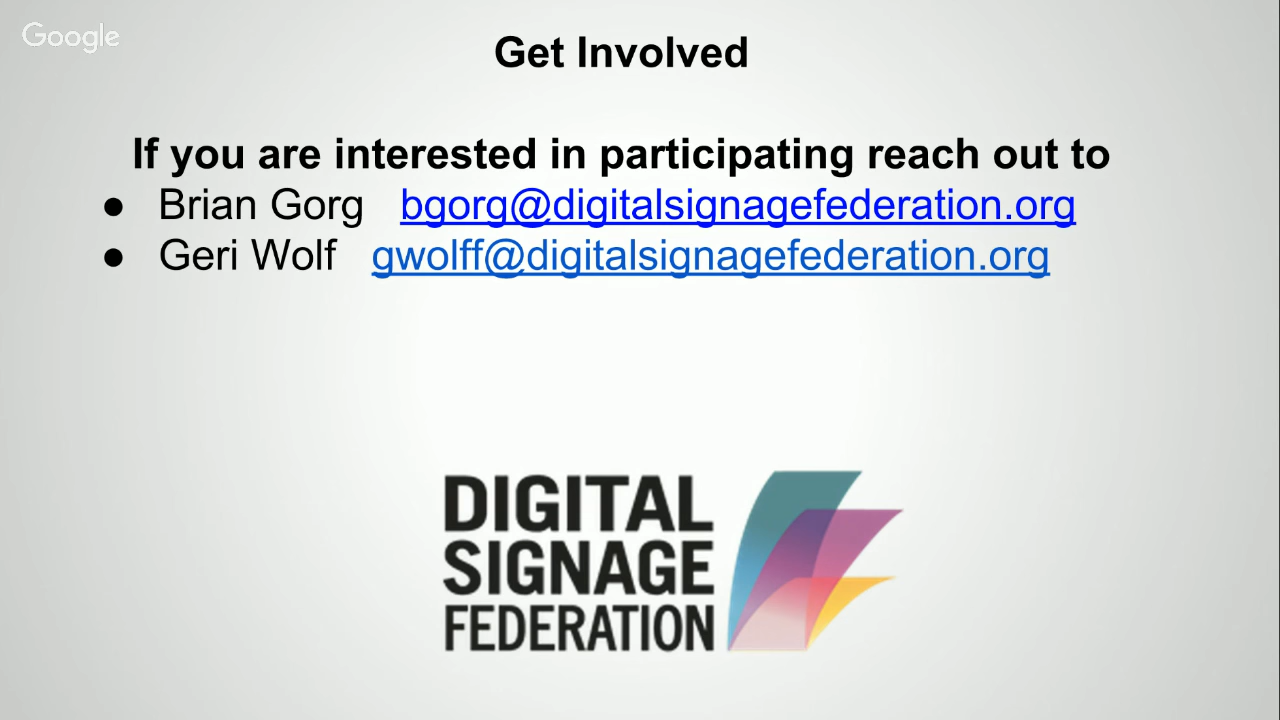 Google
Get Involved
If you are interested in participating reach out to
● Brian Gorg bgorg@digitalsignagefederation.org
● Geri Wolf gwolff@digitalsignagefederation.org
DIGITAL
SIGNAGE
FEDERATION